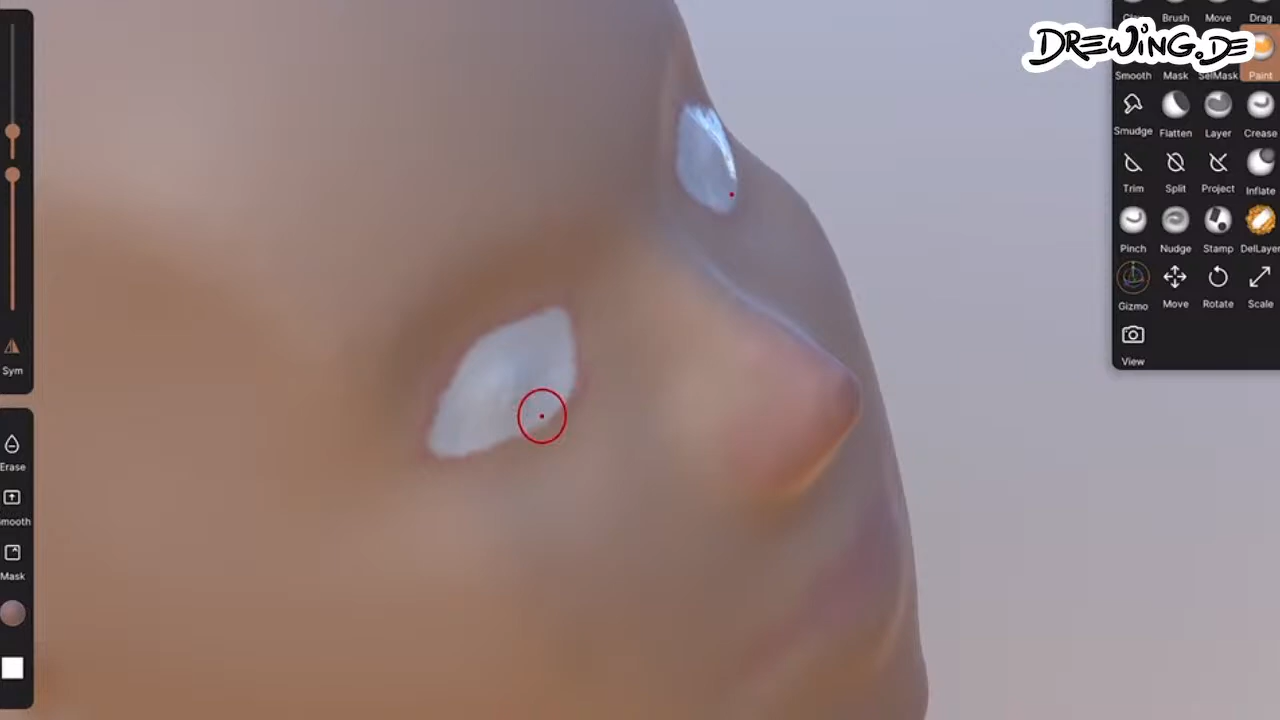 DREWING.DE
Brush Move Drag
Smooth Mask SelMask Paint
Smudge Flatten Layer Crease
Trim Split Project Inflate
Pinch Nudge Stamp DelLayer
Gizmo Move Rotate Scale
View
Sym
Erase
mooth
Mask